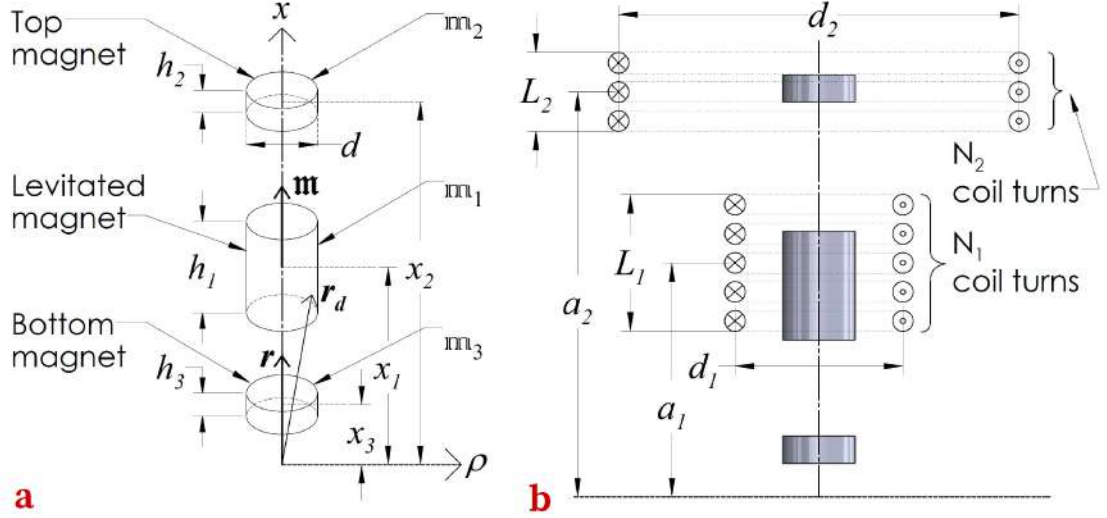 Top
magnet
x
𝕞₂
h₂
d
Levitated
magnet
𝖒
𝕞₁
h₁
x₂
r_d
Bottom
magnet
𝕞₃
r
h₃
x₁
x₃
ρ
a
d₂
L₂
N₂
coil turns
N₁
coil turns
L₁
a₂
d₁
a₁
b